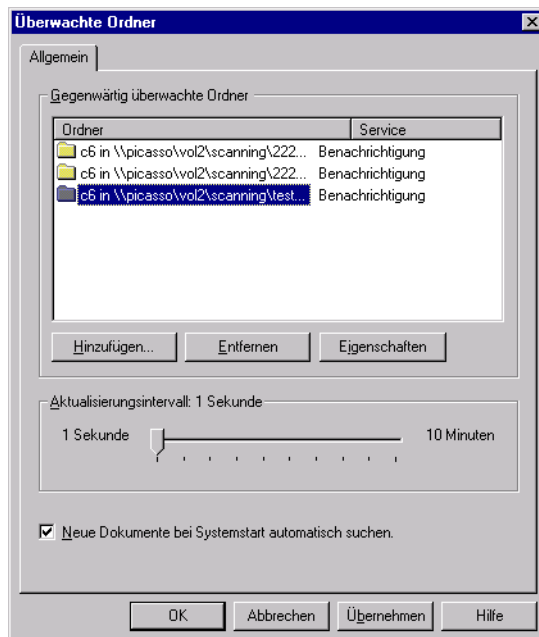 Überwachte Ordner
Allgemein
Gegenwärtig überwachte Ordner
Ordner Service
c6 in \\picasso\vol2\scanning\222... Benachrichtigung
c6 in \\picasso\vol2\scanning\222... Benachrichtigung
c6 in \\picasso\vol2\scanning\test... Benachrichtigung
Hinzufügen... Entfernen Eigenschaften
Aktualisierungsintervall: 1 Sekunde
1 Sekunde 10 Minuten
Neue Dokumente bei Systemstart automatisch suchen.
OK Abbrechen Übernehmen Hilfe